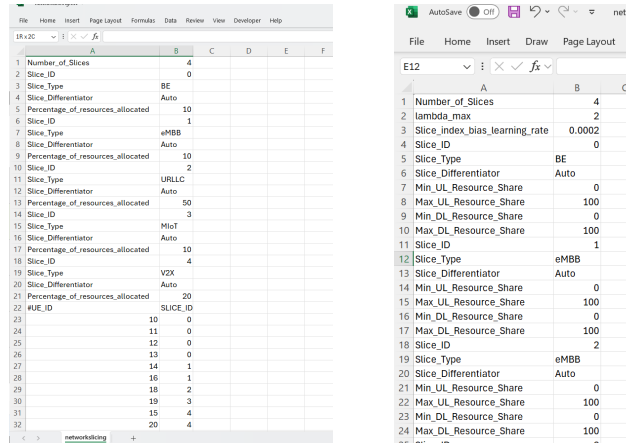 File Home Insert Page Layout Formulas Data Review View Developer Help
1R x 2C fx
A B C D E F
1 Number_of_Slices 4
2 Slice_ID 0
3 Slice_Type BE
4 Slice_Differentiator Auto
5 Percentage_of_resources_allocated 10
6 Slice_ID 1
7 Slice_Type eMBB
8 Slice_Differentiator Auto
9 Percentage_of_resources_allocated 10
10 Slice_ID 2
11 Slice_Type URLLC
12 Slice_Differentiator Auto
13 Percentage_of_resources_allocated 50
14 Slice_ID 3
15 Slice_Type MIoT
16 Slice_Differentiator Auto
17 Percentage_of_resources_allocated 10
18 Slice_ID 4
19 Slice_Type V2X
20 Slice_Differentiator Auto
21 Percentage_of_resources_allocated 20
22 #UE_ID SLICE_ID
23 10 0
24 11 0
25 12 0
26 13 0
27 14 1
28 16 1
29 18 2
30 19 3
31 15 4
32 20 4
networkslicing +
AutoSave Off net
File Home Insert Draw Page Layout
E12 fx
A B
1 Number_of_Slices 4
2 lambda_max 2
3 Slice_index_bias_learning_rate 0.0002
4 Slice_ID 0
5 Slice_Type BE
6 Slice_Differentiator Auto
7 Min_UL_Resource_Share 0
8 Max_UL_Resource_Share 100
9 Min_DL_Resource_Share 0
10 Max_DL_Resource_Share 100
11 Slice_ID 1
12 Slice_Type eMBB
13 Slice_Differentiator Auto
14 Min_UL_Resource_Share 0
15 Max_UL_Resource_Share 100
16 Min_DL_Resource_Share 0
17 Max_DL_Resource_Share 100
18 Slice_ID 2
19 Slice_Type eMBB
20 Slice_Differentiator Auto
21 Min_UL_Resource_Share 0
22 Max_UL_Resource_Share 100
23 Min_DL_Resource_Share 0
24 Max_DL_Resource_Share 100